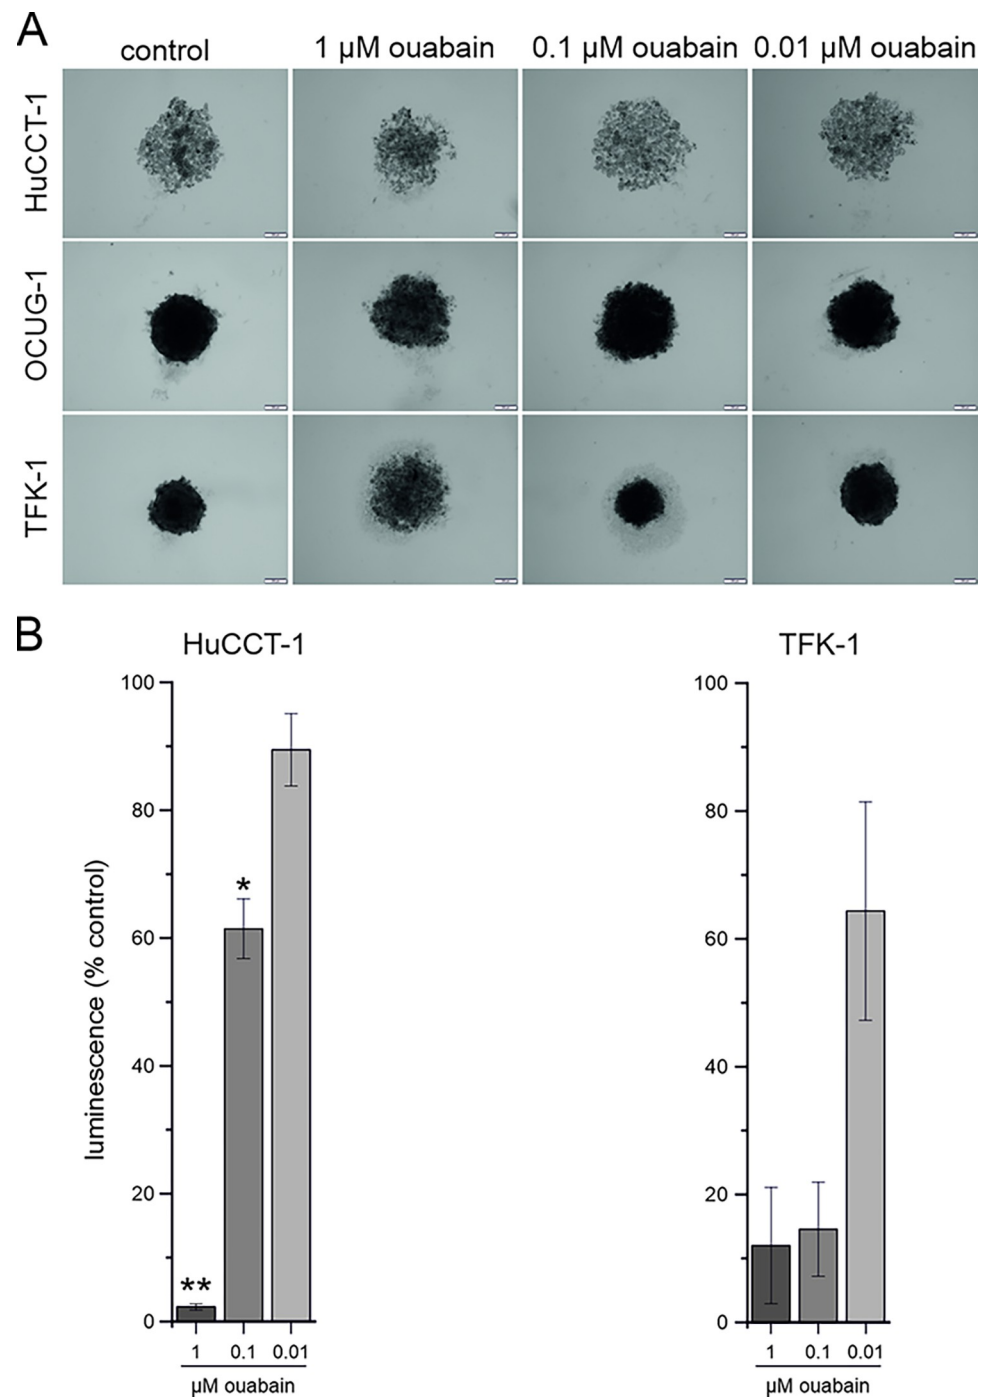 A
control
1 µM ouabain
0.1 µM ouabain
0.01 µM ouabain
HuCCT-1
OCUG-1
TFK-1
B
HuCCT-1
luminescence (% control)
100
80
60
40
20
0
**
*
1
0.1
0.01
µM ouabain
TFK-1
100
80
60
40
20
0
1
0.1
0.01
µM ouabain